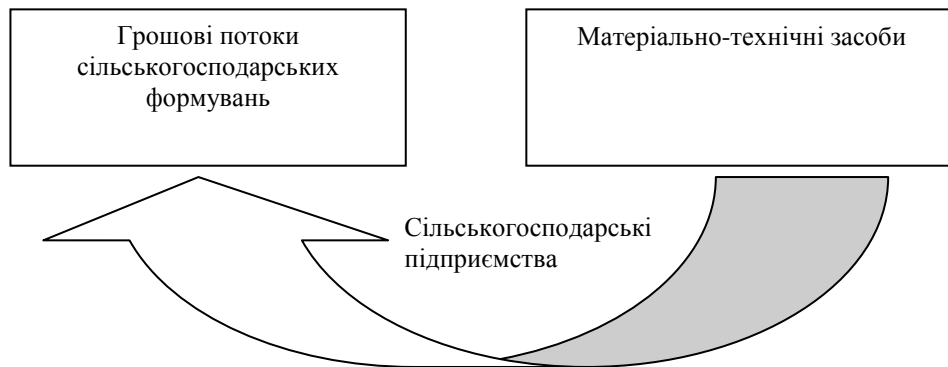 Грошові потоки
сільськогосподарських
формувань
Матеріально-технічні засоби
Сільськогосподарські
підприємства